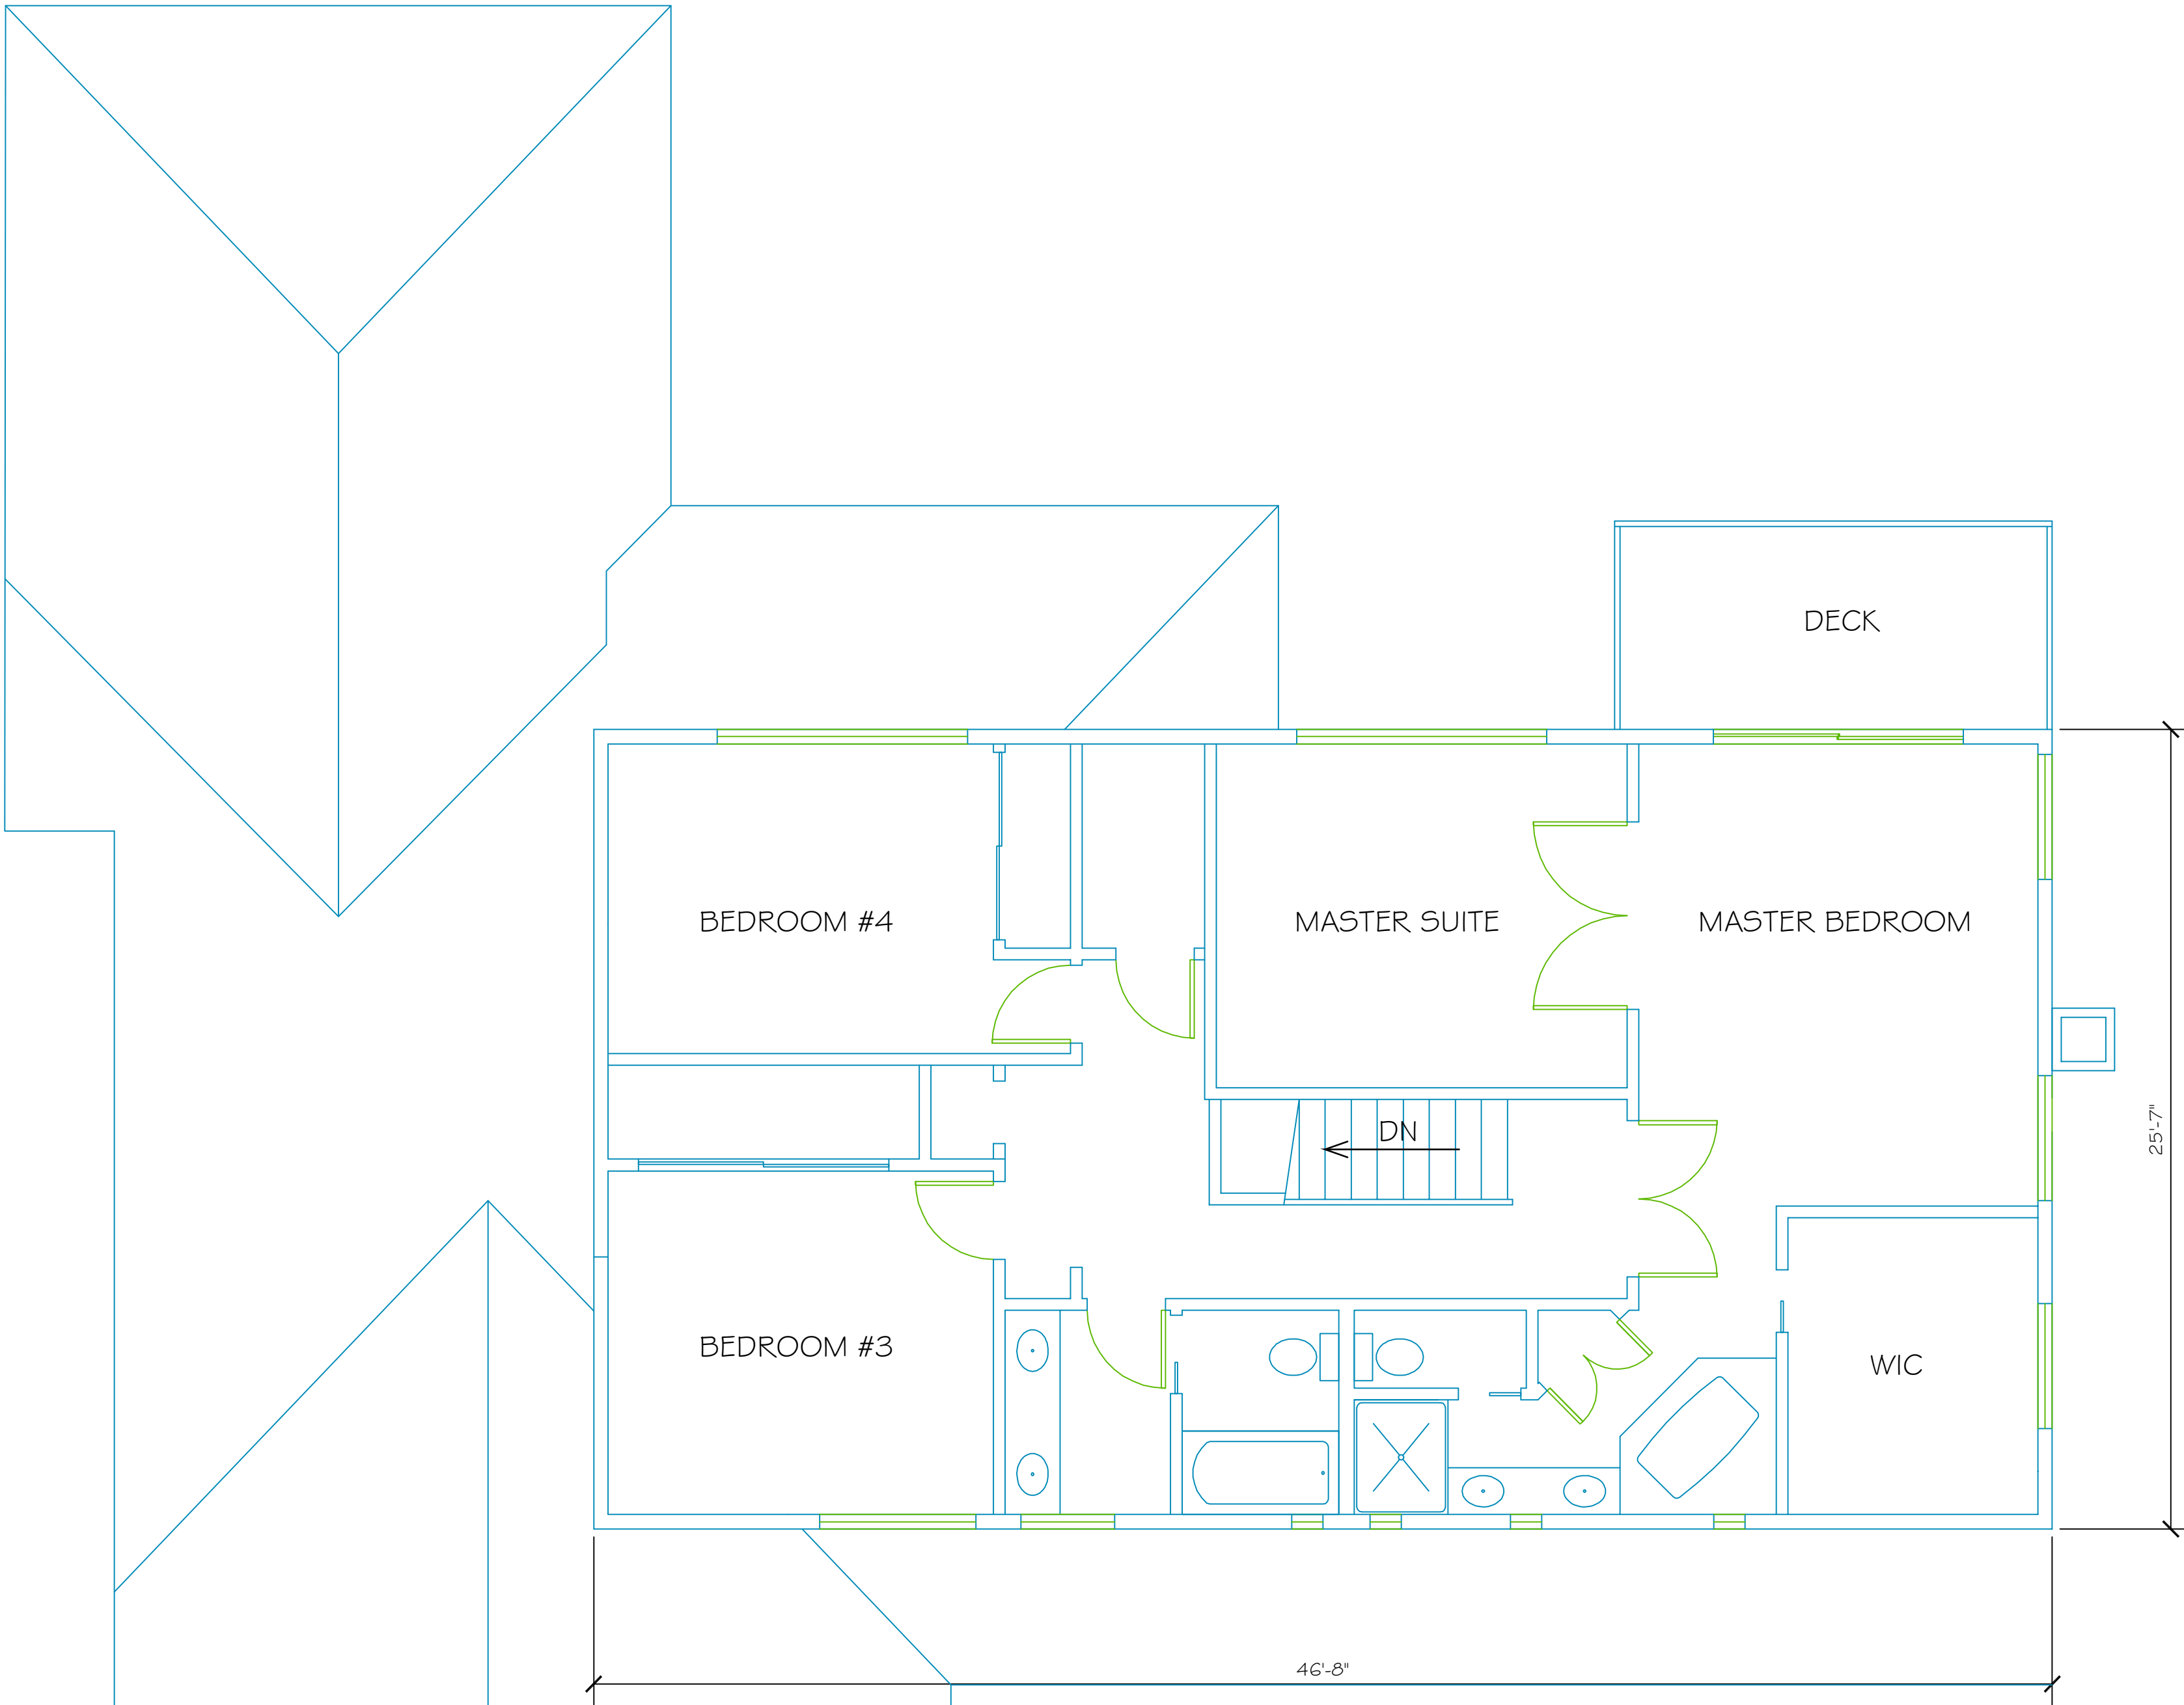 DECK
BEDROOM #4
MASTER SUITE
MASTER BEDROOM
DN
25'-7"
BEDROOM #3
WIC
46'-8"